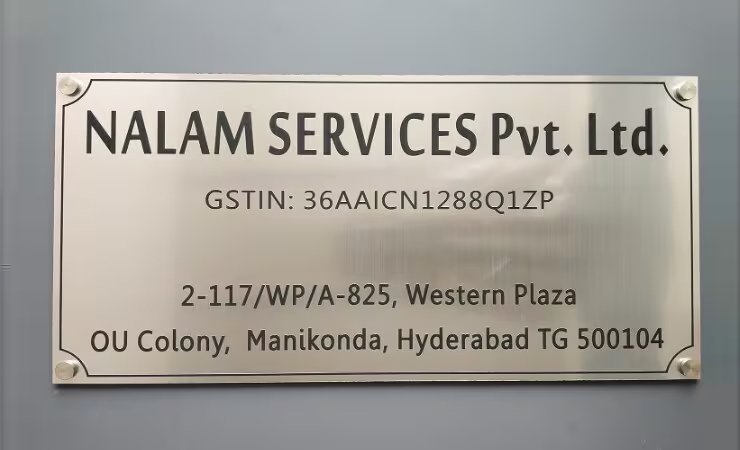 NALAM SERVICES Pvt. Ltd.
GSTIN: 36AAICN1288Q1ZP
2-117/WP/A-825, Western Plaza
OU Colony, Manikonda, Hyderabad TG 500104